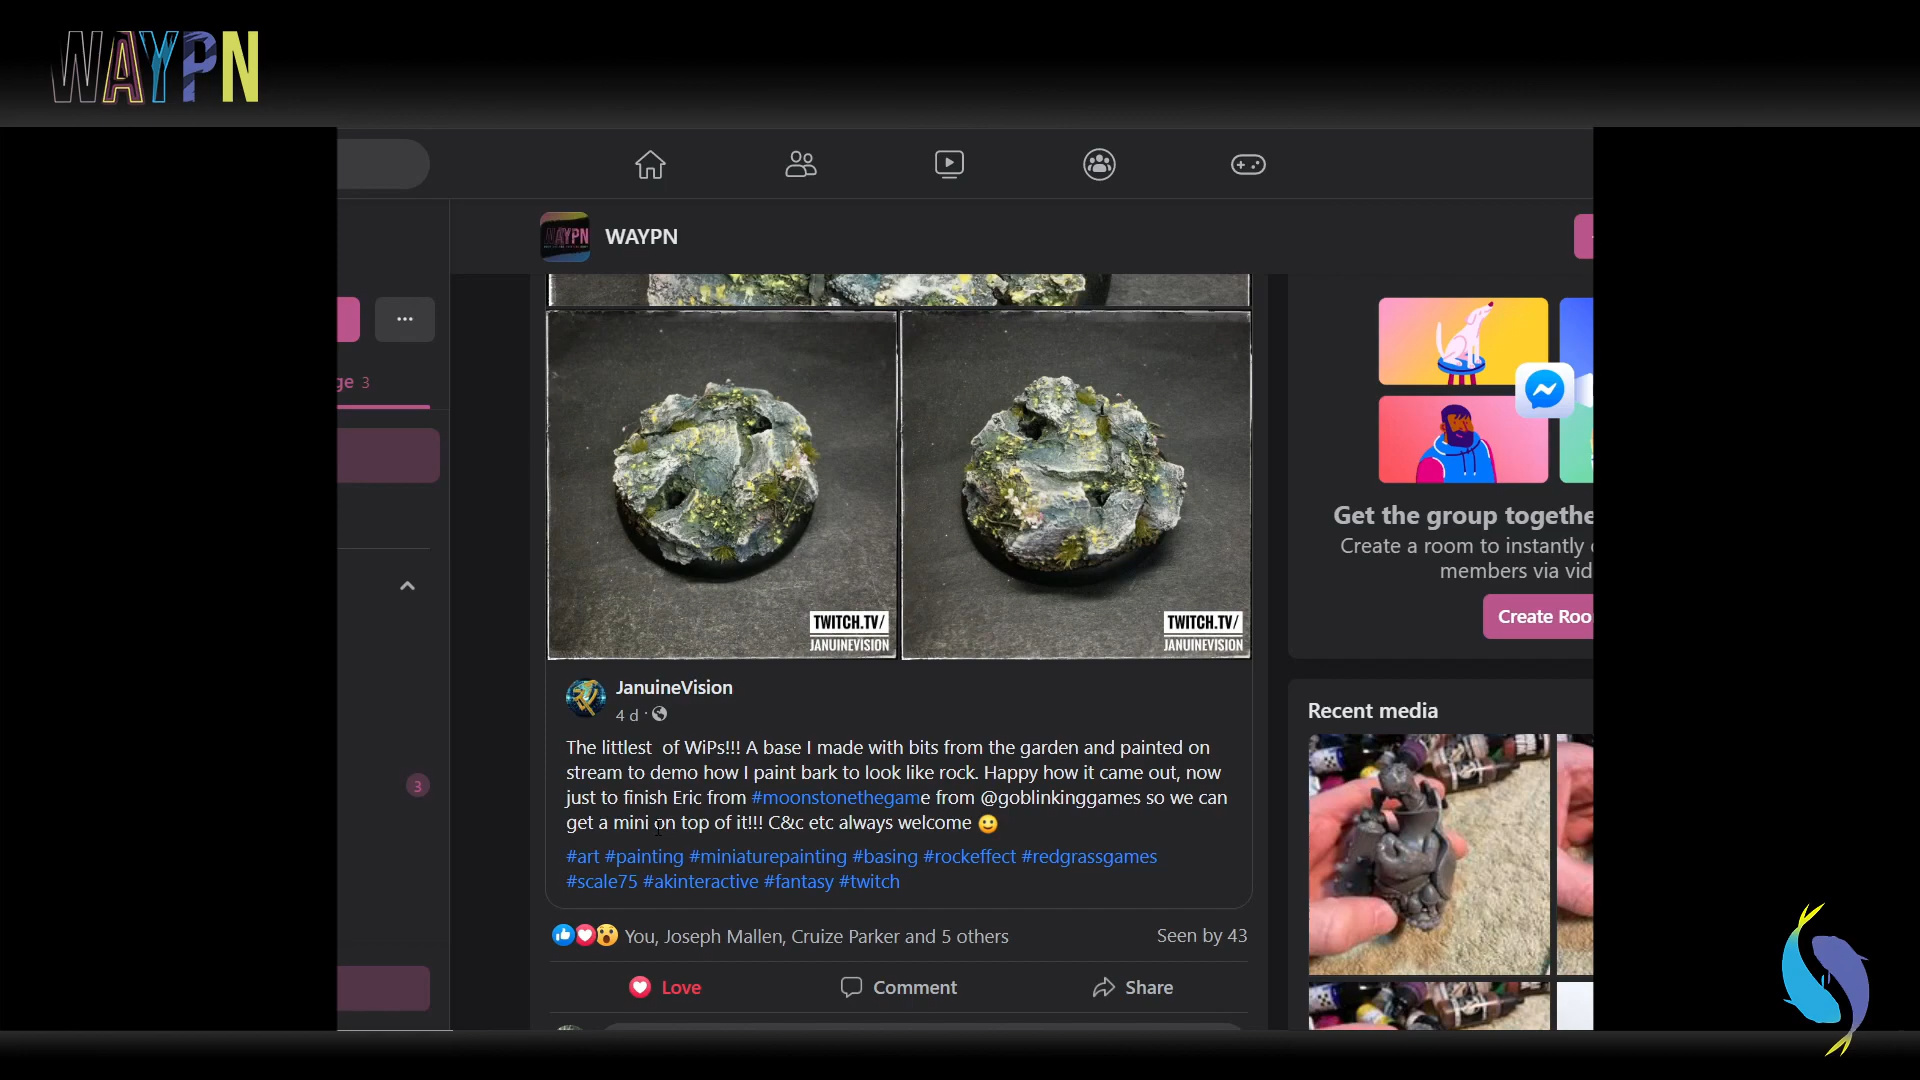 WAYPN
WAYPN
WAYPN
ge 3
3
TWITCH.TV/
JANUINEVISION
TWITCH.TV/
JANUINEVISION
JanuineVision
4 d ·
The littlest  of WiPs!!! A base I made with bits from the garden and painted on
stream to demo how I paint bark to look like rock. Happy how it came out, now
just to finish Eric from #moonstonethegame from @goblinkinggames so we can
get a mini on top of it!!! C&c etc always welcome 🙂
#art #painting #miniaturepainting #basing #rockeffect #redgrassgames
#scale75 #akinteractive #fantasy #twitch
You, Joseph Mallen, Cruize Parker and 5 others
Seen by 43
Love
Comment
Share
Get the group togethe
Create a room to instantly
members via vid
Create Roo
Recent media